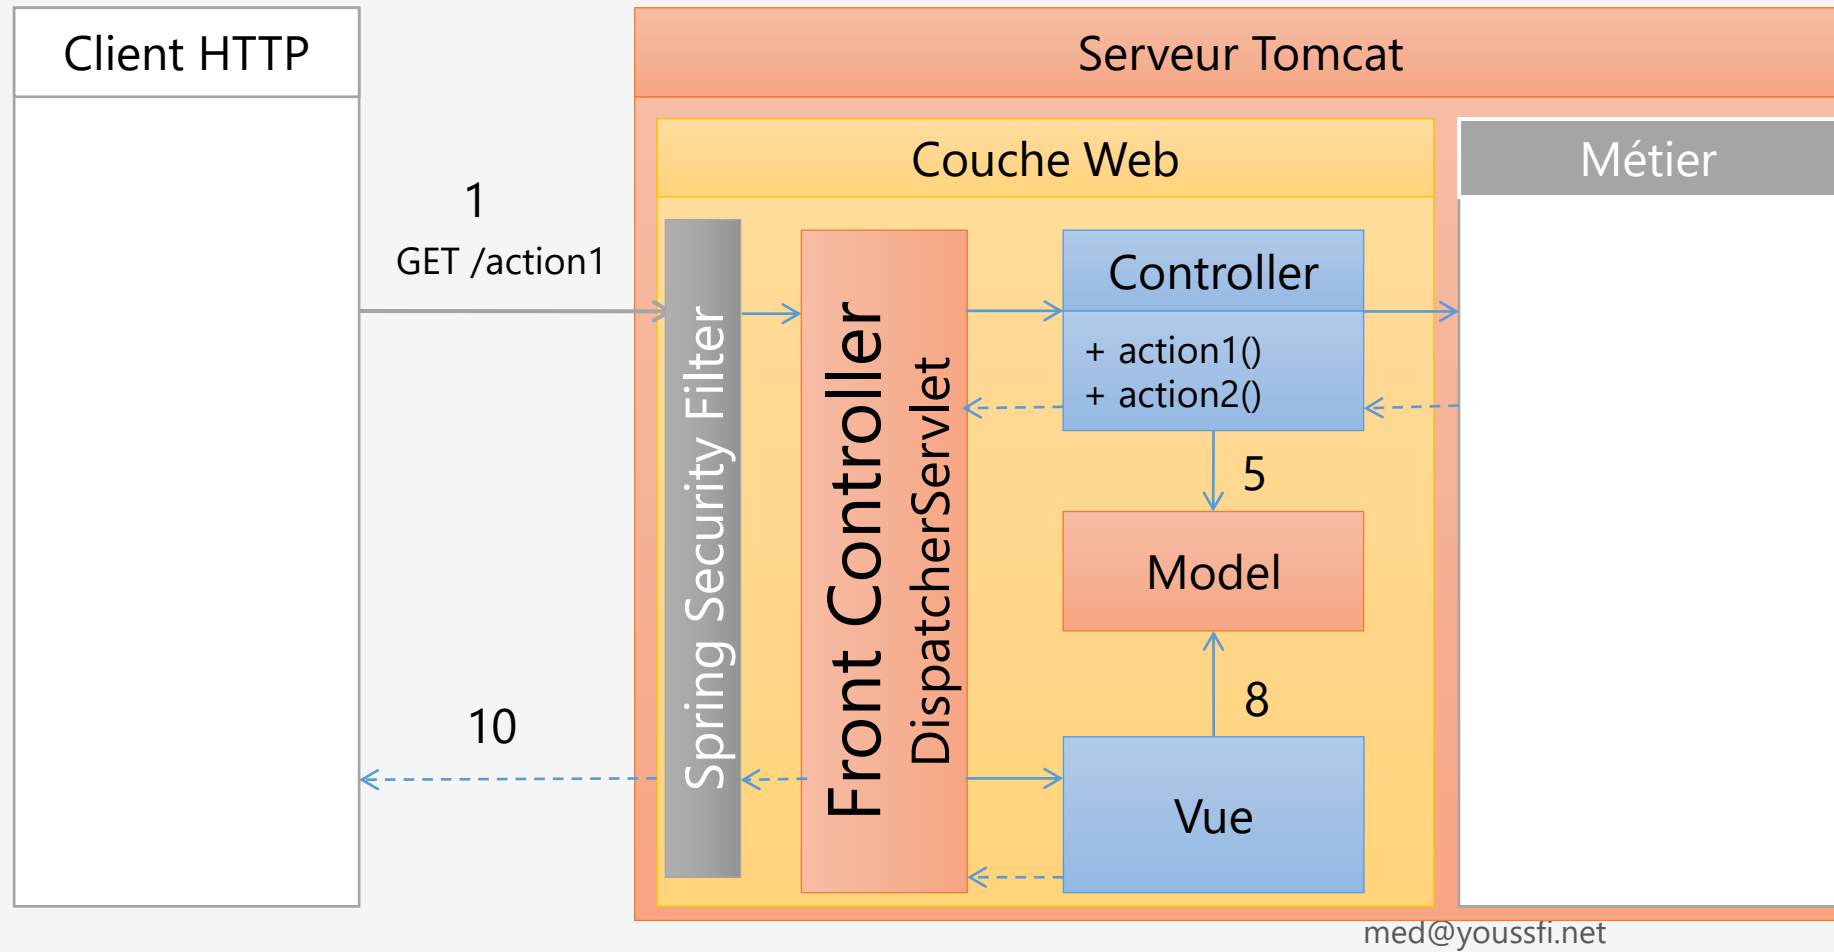 Client HTTP
Serveur Tomcat
Couche Web
Métier
1
GET /action1
Spring Security Filter
Front Controller
DispatcherServlet
Controller
+ action1()
+ action2()
5
Model
8
10
Vue
med@youssfi.net